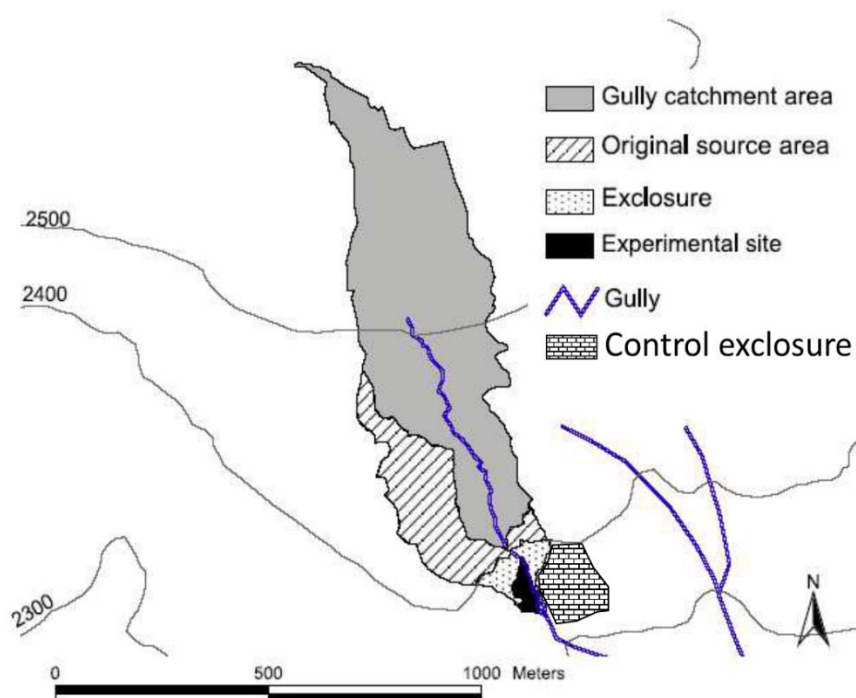 Gully catchment area
Original source area
Exclosure
Experimental site
Gully
Control exclosure
2500
2400
2300
N
0 500 1000 Meters